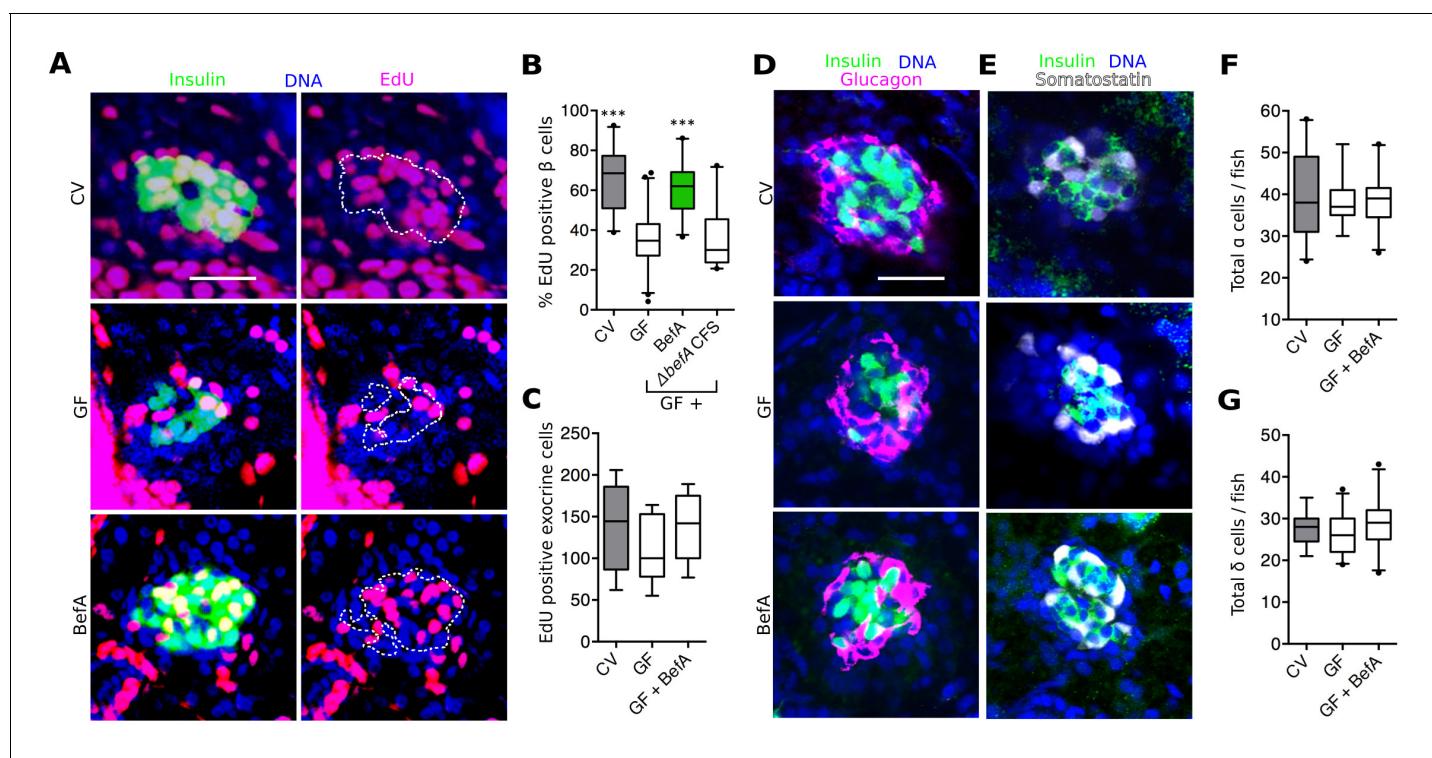 A
Insulin DNA EdU
CV
GF
BefA
B
% EdU positive β cells
100
80
60
40
20
0
*** ***
CV GF BefA ΔbefA CFS
GF +
C
EdU positive exocrine cells
250
200
150
100
50
0
CV GF GF + BefA
D
Insulin DNA
Glucagon
CV
GF
BefA
E
Insulin DNA
Somatostatin
F
Total α cells / fish
60
50
40
30
20
10
CV GF GF + BefA
G
Total δ cells / fish
50
40
30
20
10
0
CV GF GF + BefA